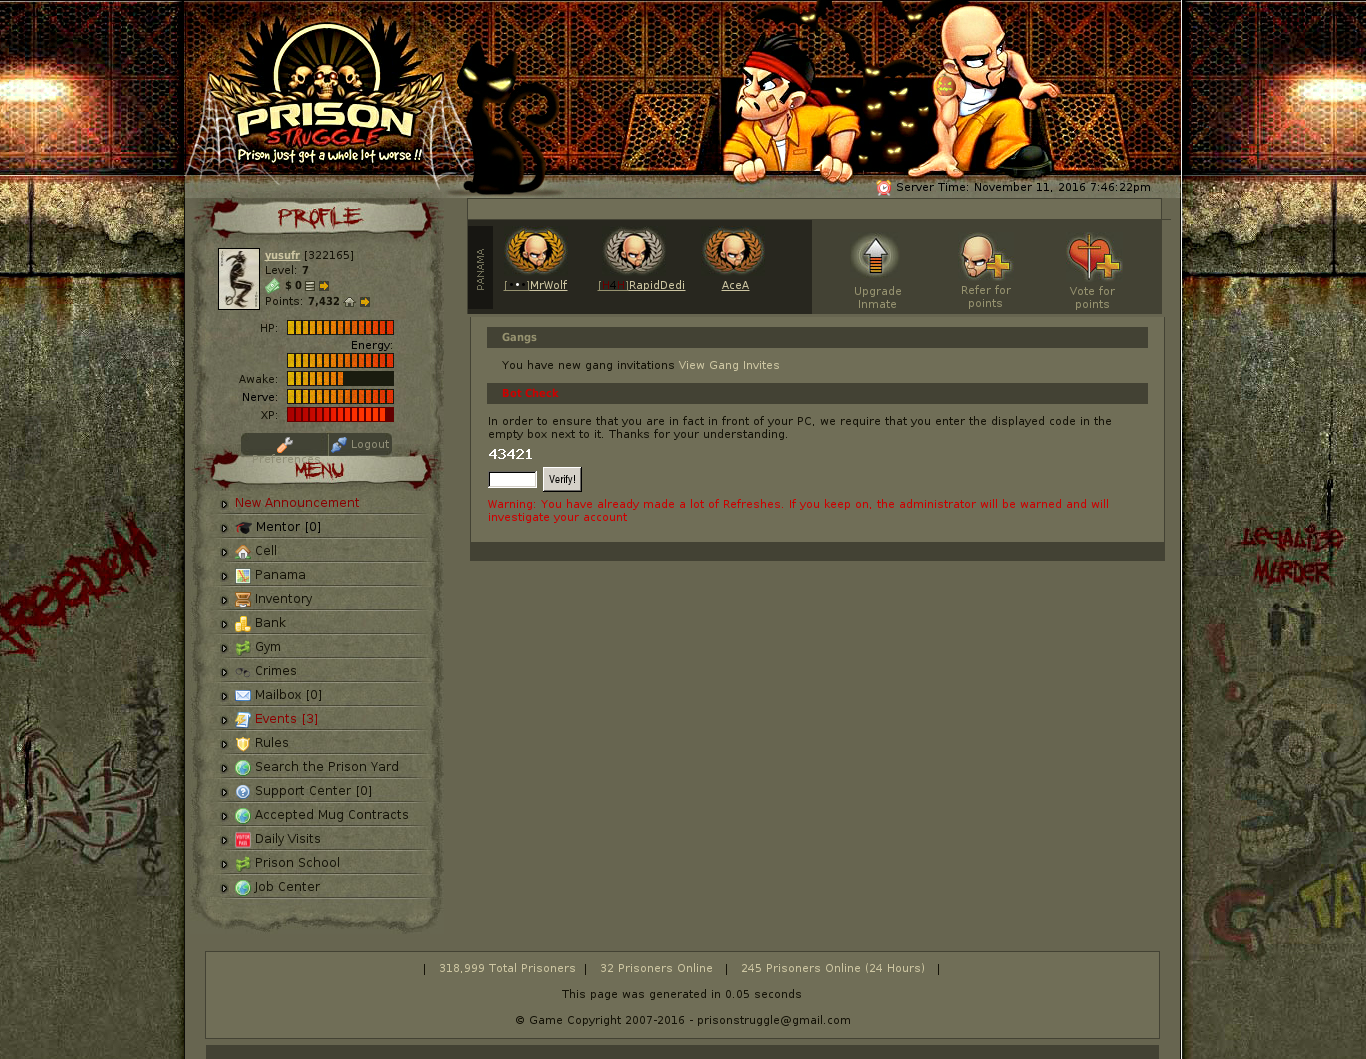 PRISON
STRUGGLE
Prison just got a whole lot worse !!
Server Time: November 11, 2016 7:46:22pm
PROFILE
yusufr [322165]
Level: 7
$ 0
Points: 7,432
HP:
Energy:
Awake:
Nerve:
XP:
Preferences
Logout
MENU
New Announcement
Mentor [0]
Cell
Panama
Inventory
Bank
Gym
Crimes
Mailbox [0]
Events [3]
Rules
Search the Prison Yard
Support Center [0]
Accepted Mug Contracts
Daily Visits
Prison School
Job Center
PANAMA
[ • ]MrWolf
RapidDedi
AceA
Upgrade
Inmate
Refer for
points
Vote for
points
Gangs
You have new gang invitations View Gang Invites
Bot Check
In order to ensure that you are in fact in front of your PC, we require that you enter the displayed code in the
empty box next to it. Thanks for your understanding.
43421
Verify!
Warning: You have already made a lot of Refreshes. If you keep on, the administrator will be warned and will
investigate your account
FREEDOM
LEGALIZE
MURDER
| 318,999 Total Prisoners | 32 Prisoners Online | 245 Prisoners Online (24 Hours) |
This page was generated in 0.05 seconds
© Game Copyright 2007-2016 - prisonstruggle@gmail.com